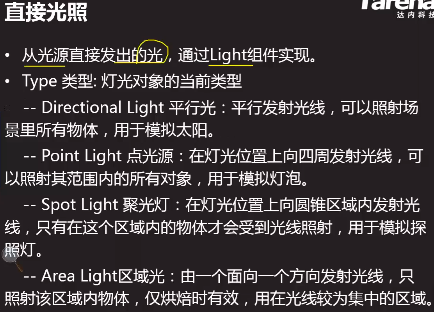 直接光照
Tarena
达内科技
• 从光源直接发出的光，通过Light组件实现。
• Type 类型: 灯光对象的当前类型
-- Directional Light 平行光：平行发射光线，可以照射场
景里所有物体，用于模拟太阳。
-- Point Light 点光源：在灯光位置上向四周发射光线，可
以照射其范围内的所有对象，用于模拟灯泡。
-- Spot Light 聚光灯：在灯光位置上向圆锥区域内发射光
线，只有在这个区域内的物体才会受到光线照射，用于模拟探
照灯。
-- Area Light区域光：由一个面向一个方向发射光线，只
照射该区域内物体，仅烘焙时有效，用在光线较为集中的区域。